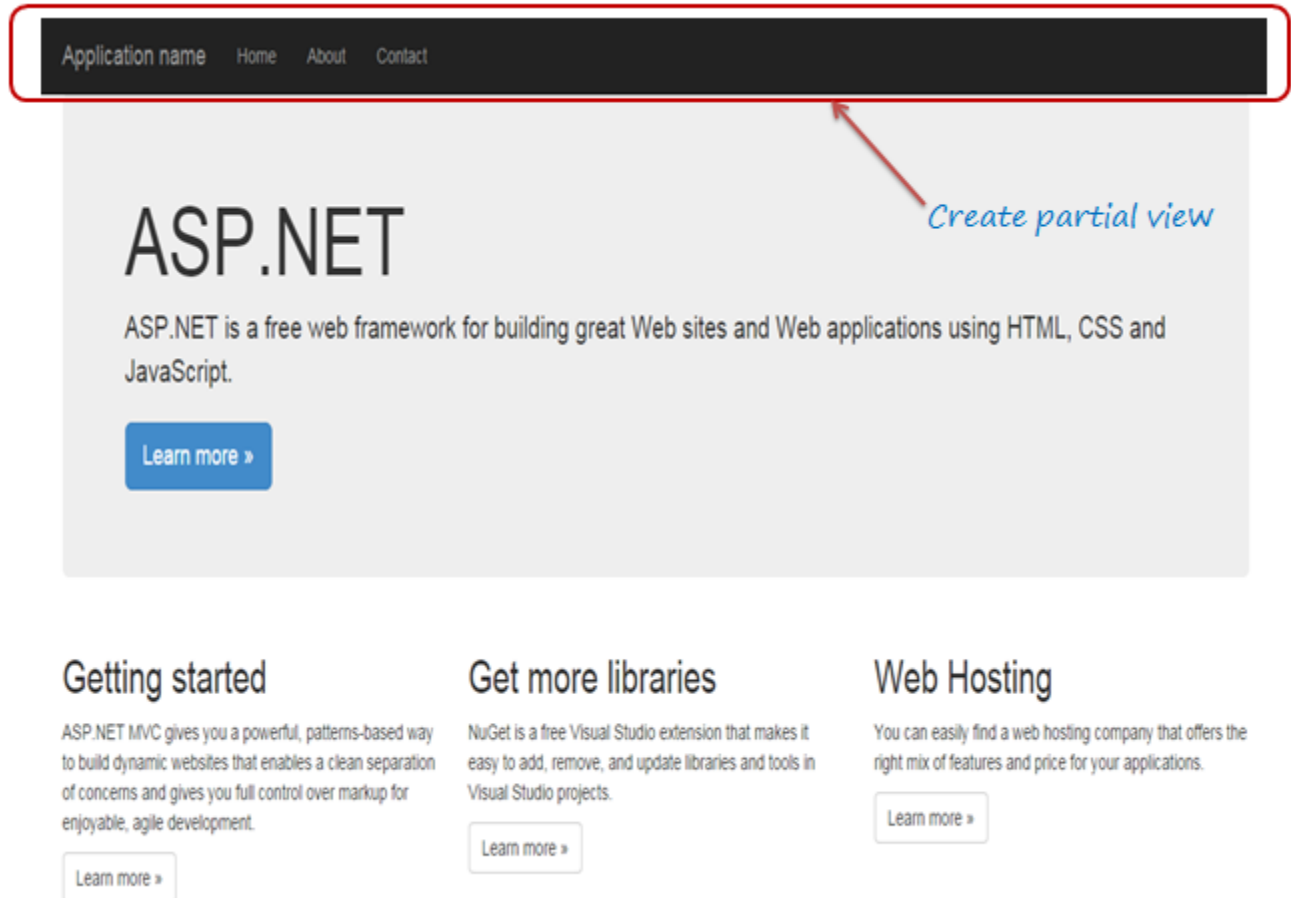 Application name Home About Contact
Create partial view
ASP.NET
ASP.NET is a free web framework for building great Web sites and Web applications using HTML, CSS and
JavaScript.
Learn more »
Getting started
ASP.NET MVC gives you a powerful, patterns-based way
to build dynamic websites that enables a clean separation
of concerns and gives you full control over markup for
enjoyable, agile development.
Learn more »
Get more libraries
NuGet is a free Visual Studio extension that makes it
easy to add, remove, and update libraries and tools in
Visual Studio projects.
Learn more »
Web Hosting
You can easily find a web hosting company that offers the
right mix of features and price for your applications.
Learn more »